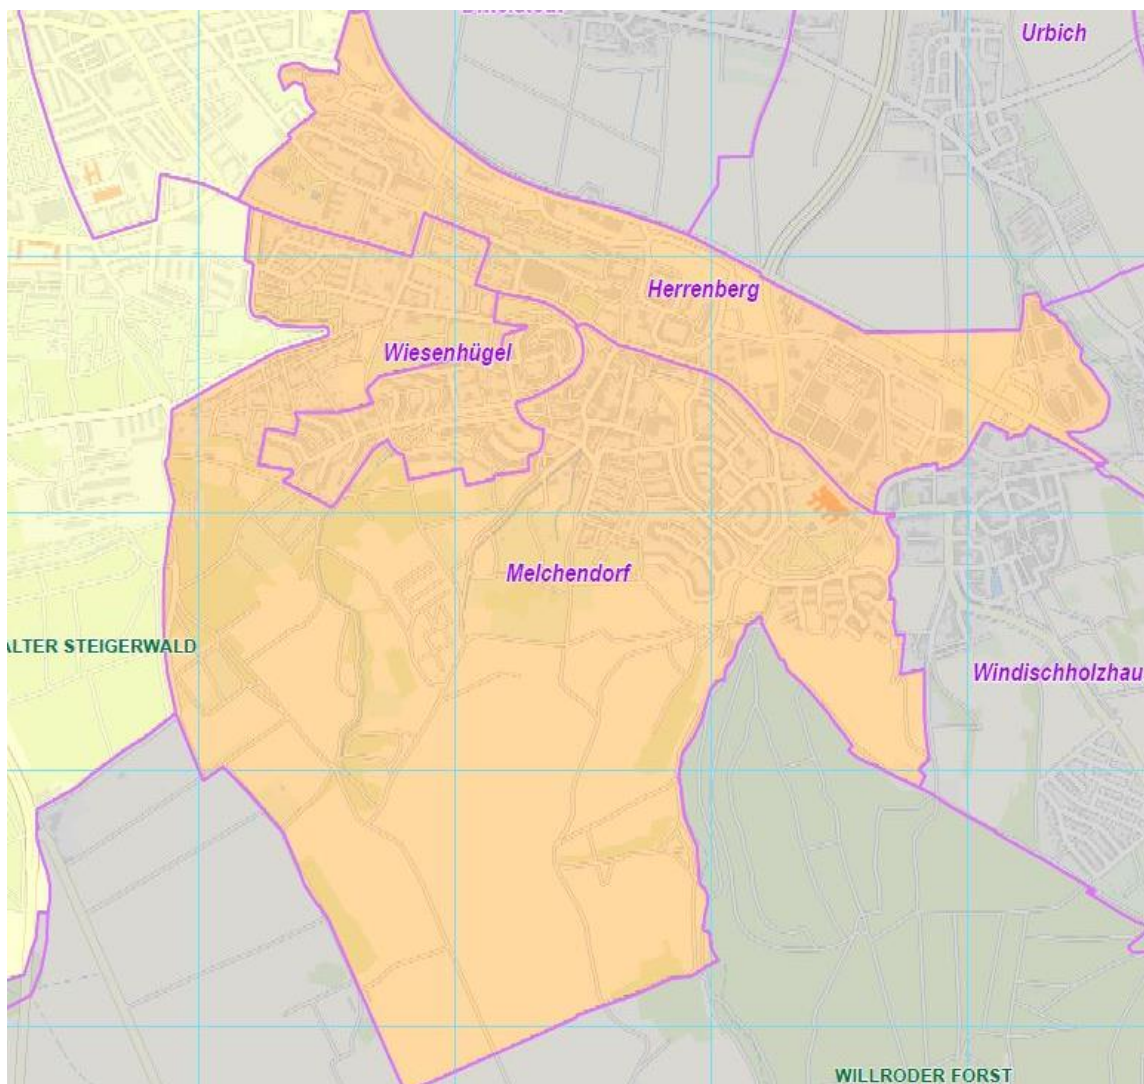 Urbich
Herrenberg
Wiesenhügel
Melchendorf
ALTER STEIGERWALD
Windischholzhau
WILLRODER FORST